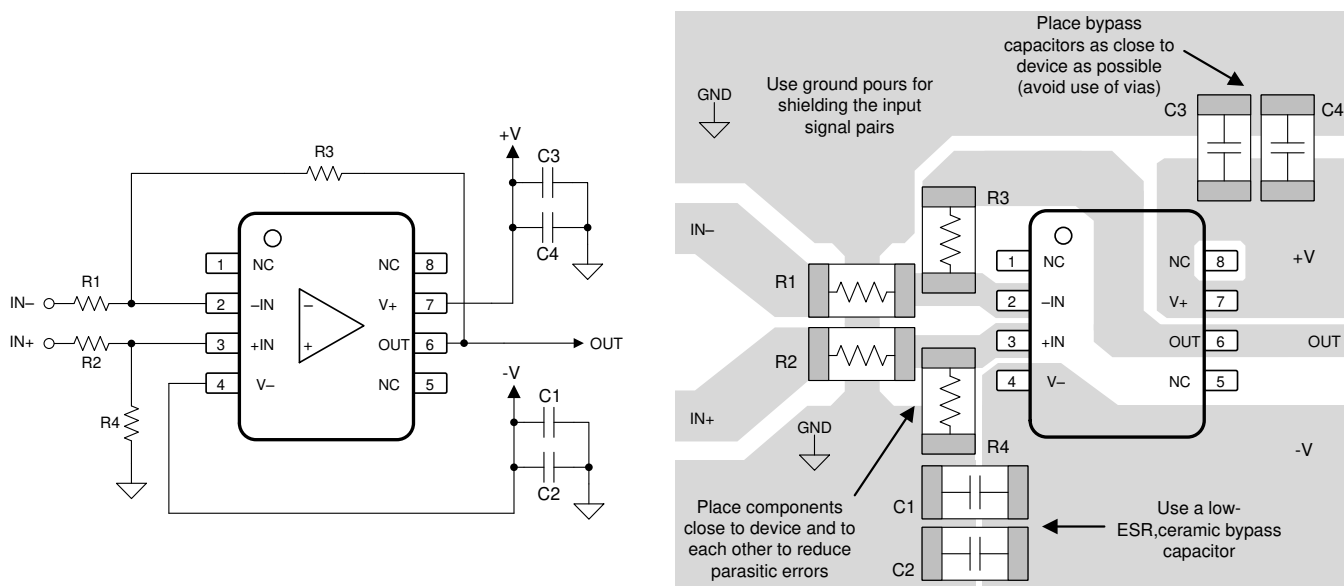 R3
+V
C3
C4
1
NC
NC
8
IN–
R1
2
–IN
–
V+
7
IN+
R2
3
+IN
+
OUT
6
OUT
4
V–
NC
5
R4
-V
C1
C2
Place bypass
capacitors as close to
device as possible
(avoid use of vias)
Use ground pours for
shielding the input
signal pairs
GND
C3
C4
R3
IN–
1
NC
NC
8
+V
R1
2
–IN
V+
7
3
+IN
OUT
6
OUT
R2
4
V–
NC
5
IN+
GND
R4
-V
Place components
close to device and to
each other to reduce
parasitic errors
C1
C2
Use a low-
ESR,ceramic bypass
capacitor